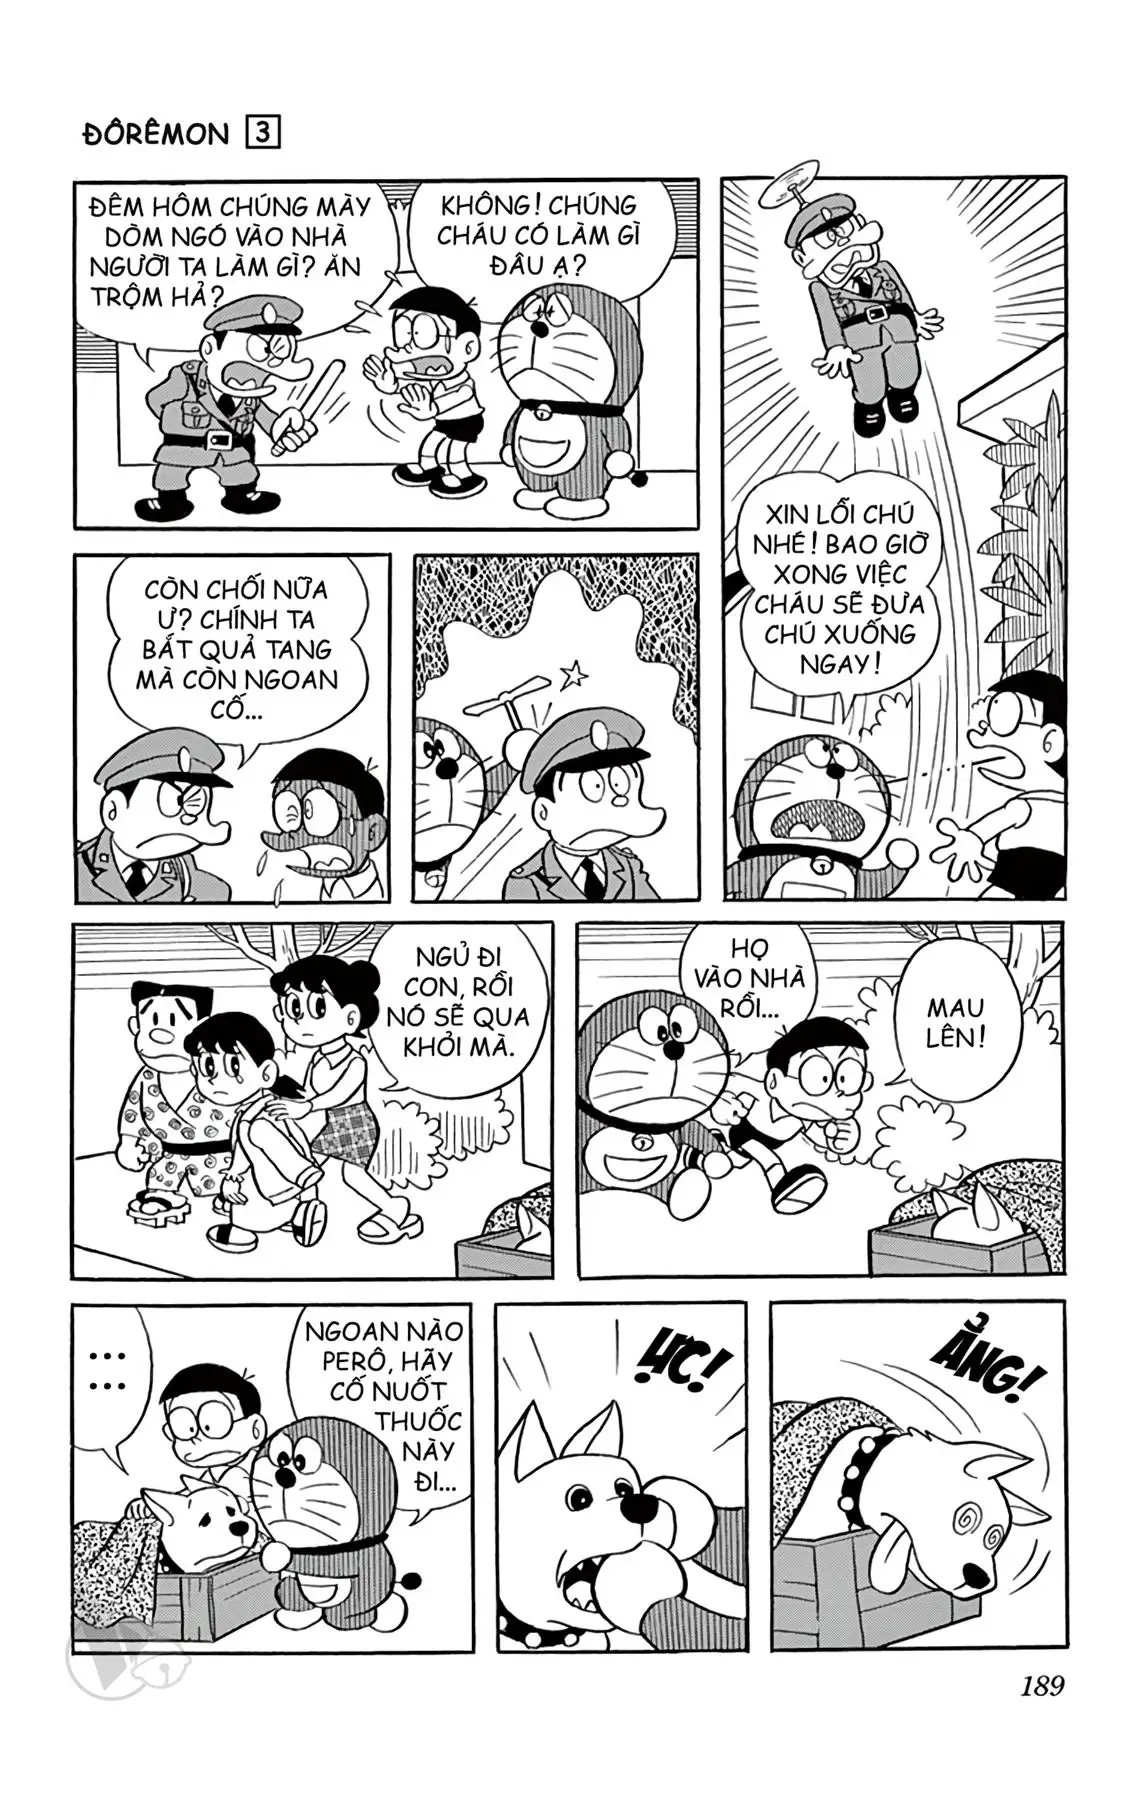 ĐÔRÊMON 3
ĐÊM HÔM CHÚNG MÀY
DÒM NGÓ VÀO NHÀ
NGƯỜI TA LÀM GÌ? ĂN
TRỘM HẢ?
KHÔNG! CHÚNG
CHÁU CÓ LÀM GÌ
ĐÂU Ạ?
CÒN CHỐI NỮA
Ư? CHÍNH TA
BẮT QUẢ TANG
MÀ CÒN NGOAN
CỐ...
XIN LỖI CHÚ
NHÉ! BAO GIỜ
XONG VIỆC
CHÁU SẼ ĐƯA
CHÚ XUỐNG
NGAY!
NGỦ ĐI
CON, RỒI
NÓ SẼ QUA
KHỎI MÀ.
HỌ
VÀO NHÀ
RỒI...
MAU
LÊN!
...
...
NGOAN NÀO
PERÔ, HÃY
CỐ NUỐT
THUỐC
NÀY
ĐI...
ỰC!
ẲNG!
189